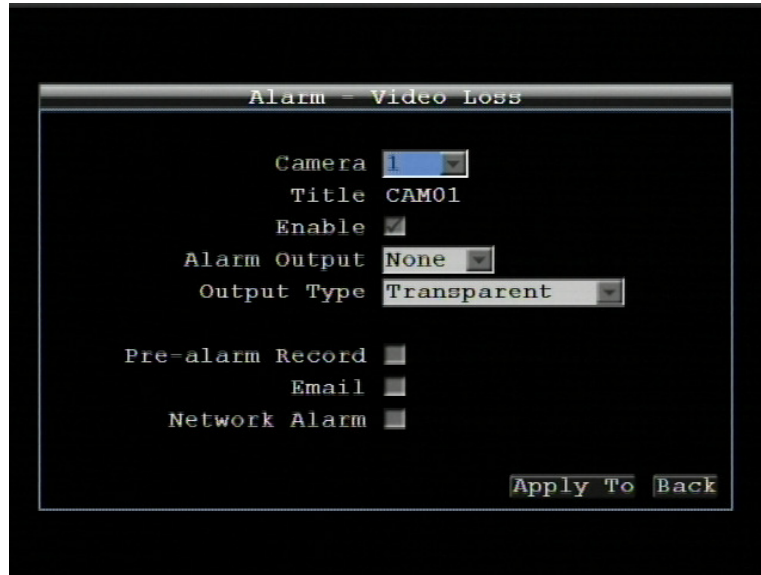 Alarm - Video Loss
Camera 1
Title CAM01
Enable
Alarm Output None
Output Type Transparent
Pre-alarm Record
Email
Network Alarm
Apply To Back